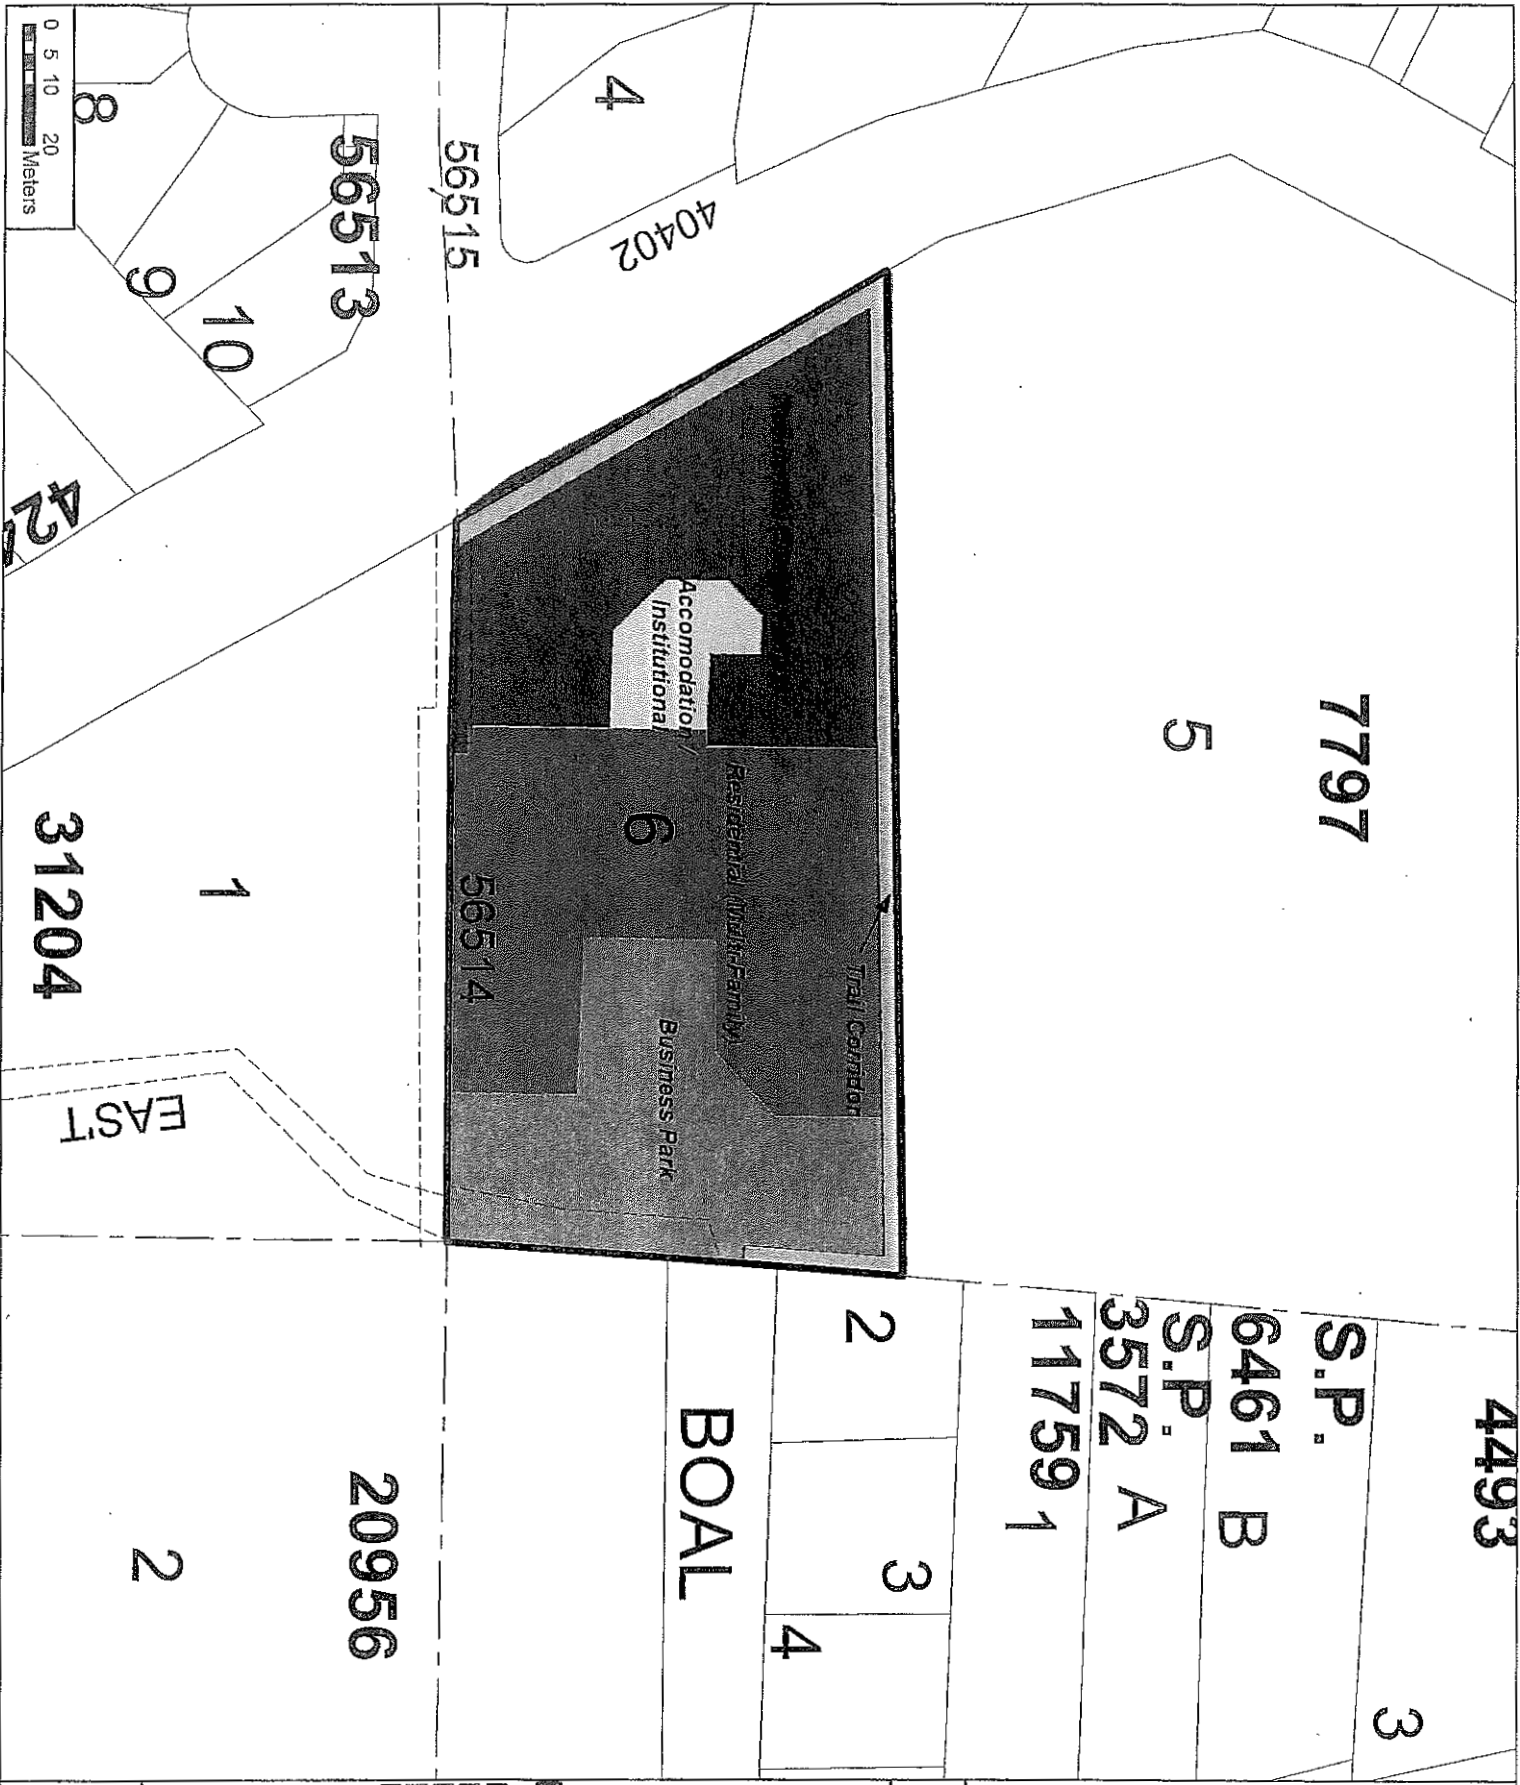 7797
5
4493
S.P.
6461 B
S.P.
3572 A
11759 1
3
2
3
4
BOAL
Trail Corridor
Residential (Multi-Family)
Accomodation /
Institutional
6
Business Park
56514
4
40402
56515
56513
10
9
8
42
1
31204
EAST
20956
2
0 5 10 20
Meters